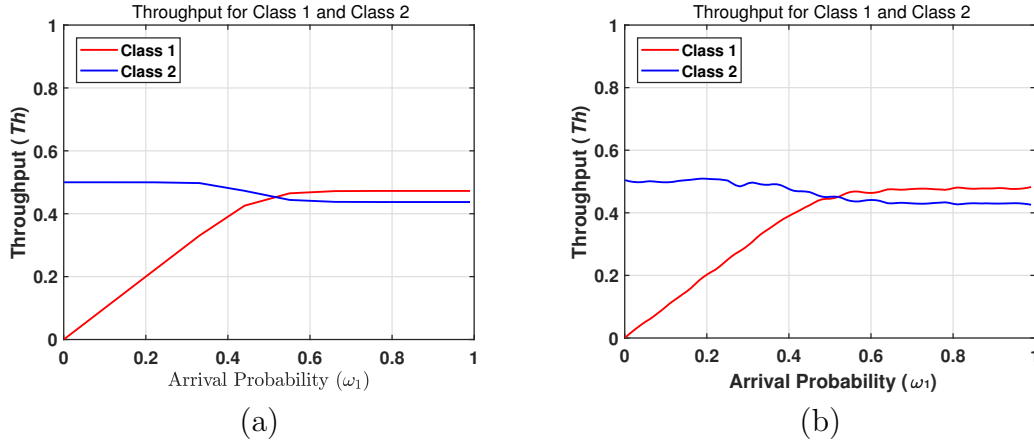 Throughput for Class 1 and Class 2
1
Class 1
Class 2
0.8
0.6
0.4
0.2
0
Throughput (Th)
0 0.2 0.4 0.6 0.8 1
Arrival Probability (ω₁)
(a)
Throughput for Class 1 and Class 2
1
Class 1
Class 2
0.8
0.6
0.4
0.2
0
Throughput (Th)
0 0.2 0.4 0.6 0.8 1
Arrival Probability (ω₁)
(b)